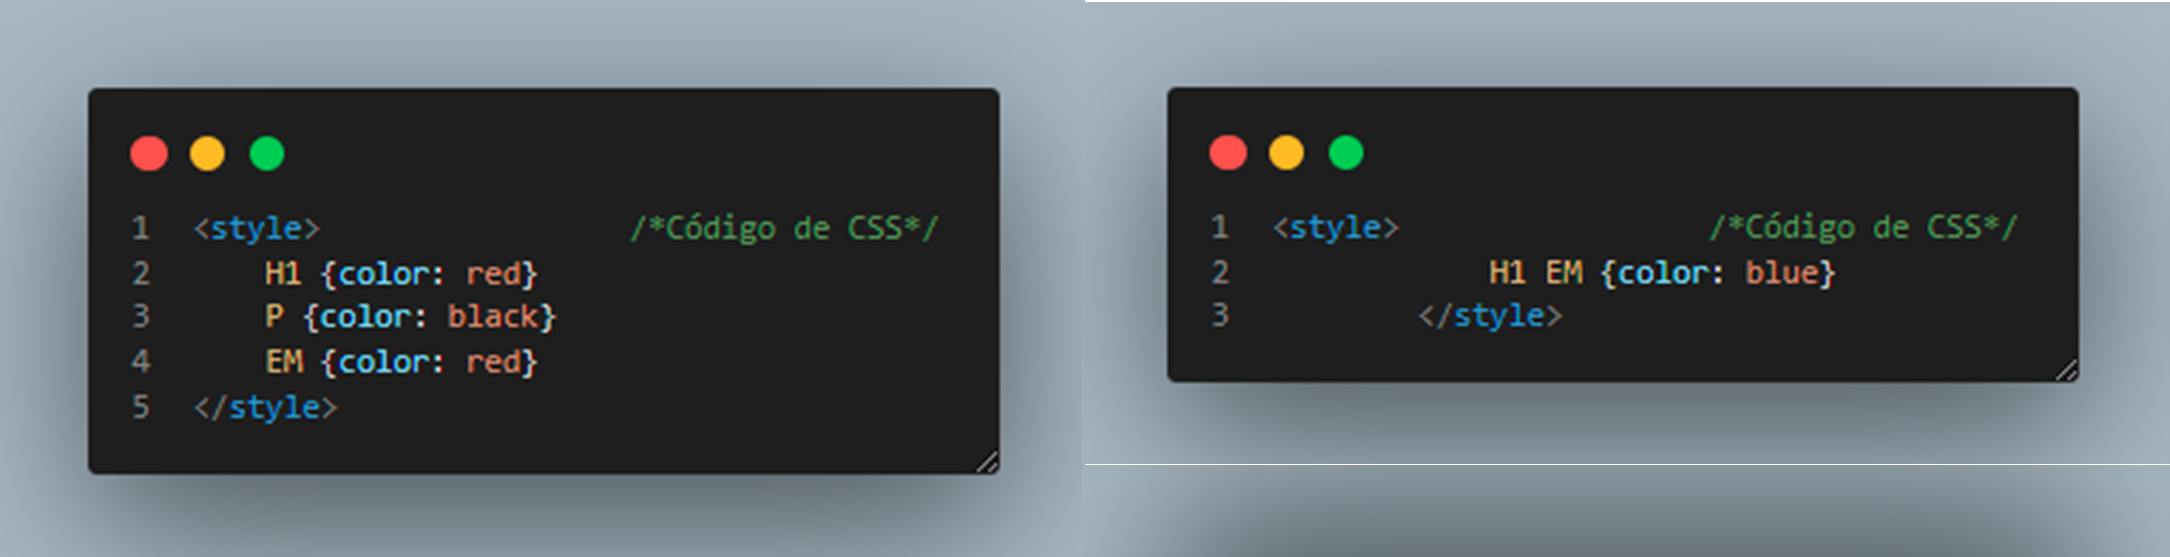 1 <style> /*Código de CSS*/
2 H1 {color: red}
3 P {color: black}
4 EM {color: red}
5 </style>
1 <style> /*Código de CSS*/
2 H1 EM {color: blue}
3 </style>